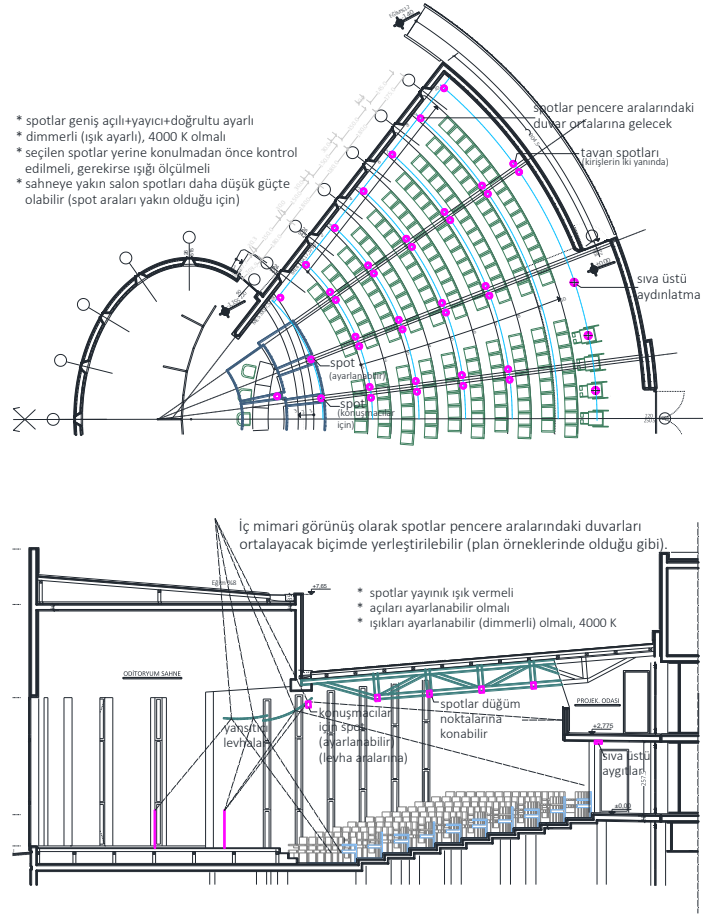 * spotlar geniş açılı+yayıcı+doğrultu ayarlı
* dimmerli (ışık ayarlı), 4000 K olmalı
* seçilen spotlar yerine konulmadan önce kontrol
edilmeli, gerekirse ışığı ölçülmeli
* sahneye yakın salon spotları daha düşük güçte
olabilir (spot araları yakın olduğu için)
spotlar pencere aralarındaki
duvar ortalarına gelecek
tavan spotları
(kirişlerin iki yanında)
sıva üstü
aydınlatma
spot
(ayarlanabilir)
spot
(konuşmacılar
için)
İç mimari görünüş olarak spotlar pencere aralarındaki duvarları
ortalayacak biçimde yerleştirilebilir (plan örneklerinde olduğu gibi).
Eğim %8
+7.65
* spotlar yayınık ışık vermeli
* açıları ayarlanabilir olmalı
* ışıkları ayarlanabilir (dimmerli) olmalı, 4000 K
ODİTORYUM SAHNE
PROJEK. ODASI
yansıtıcı
levhalar
konuşmacılar
için spot
(ayarlanabilir)
(levha aralarına)
spotlar düğüm
noktalarına
konabilir
+2.775
sıva üstü
aygıtlar
±0.00